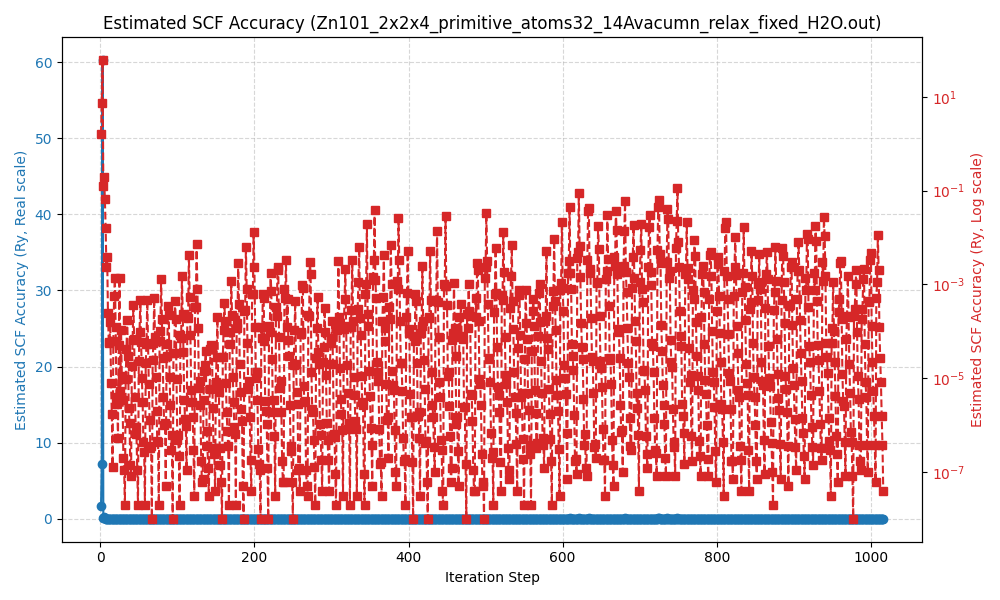 Estimated SCF Accuracy (Zn101_2x2x4_primitive_atoms32_14Avacumn_relax_fixed_H2O.out)
Estimated SCF Accuracy (Ry, Real scale)
60
50
40
30
20
10
0
0 200 400 600 800 1000
Iteration Step
10¹
10⁻¹
10⁻³
10⁻⁵
10⁻⁷
Estimated SCF Accuracy (Ry, Log scale)